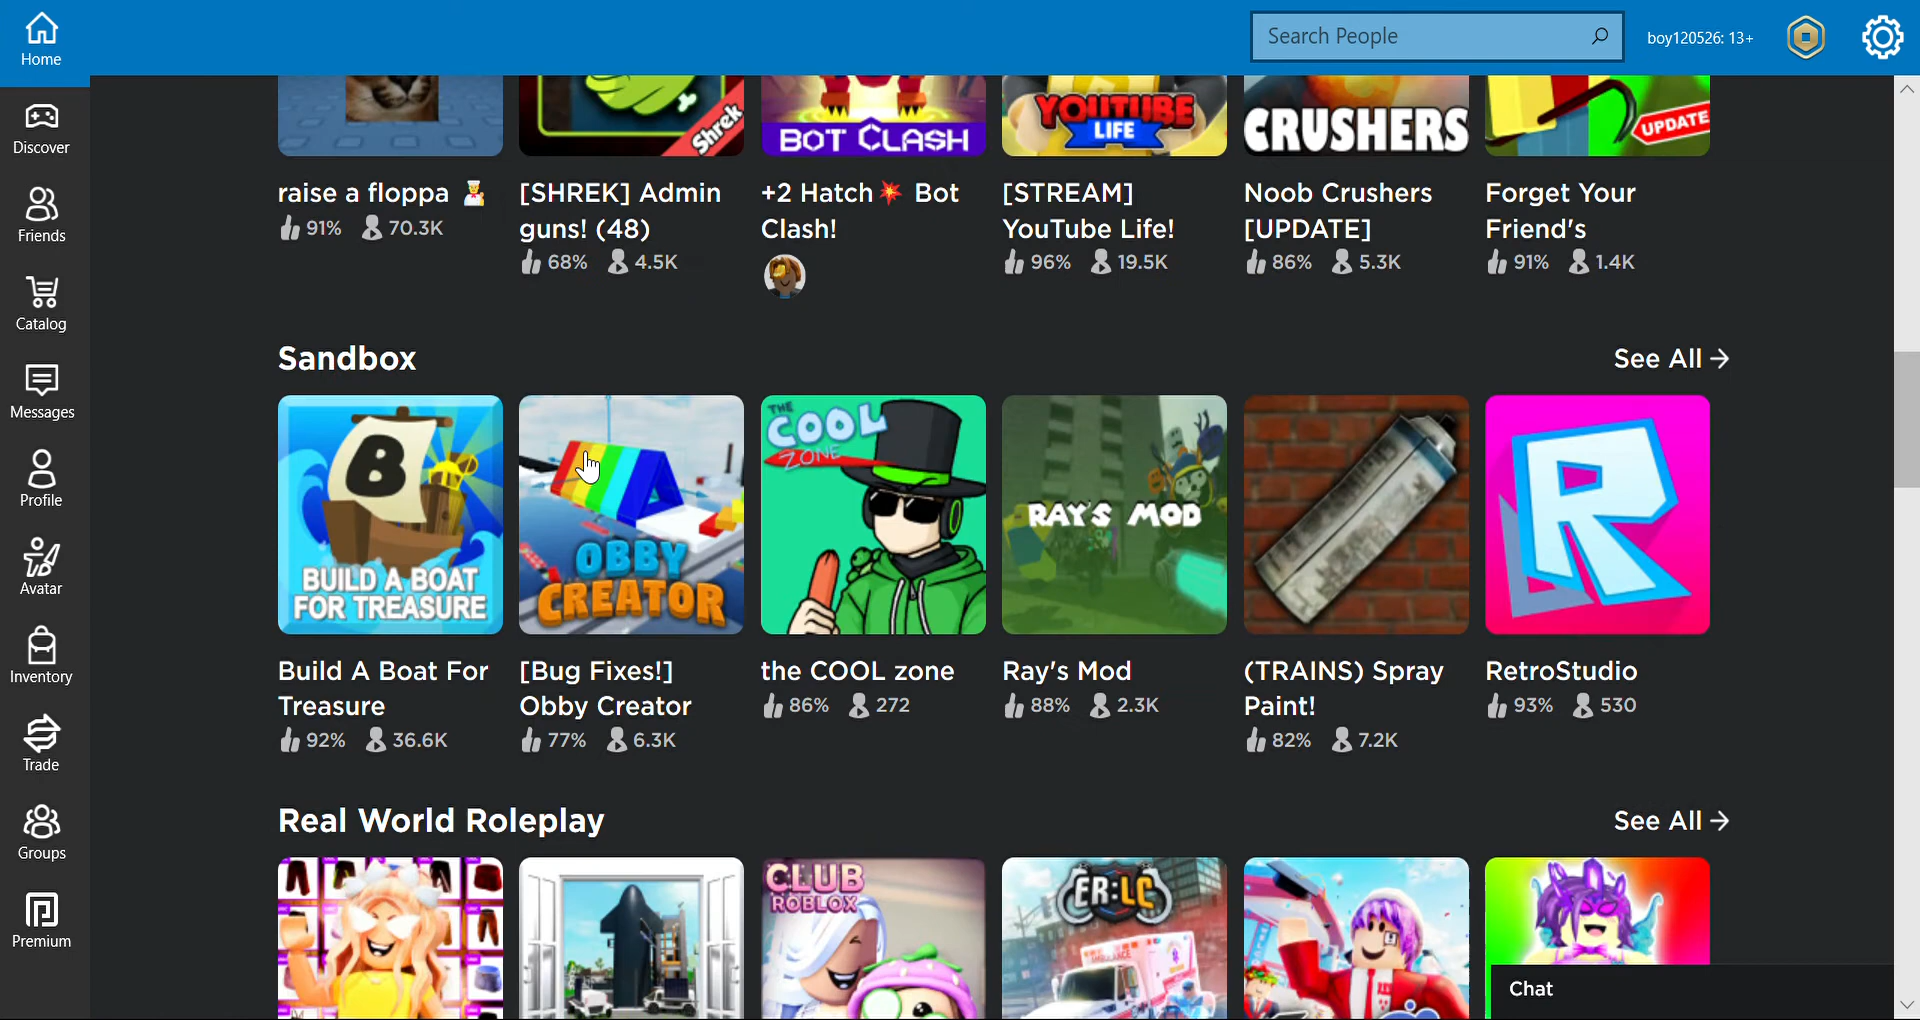 Home
Search People
boy120526: 13+
Discover
Friends
Catalog
Messages
Profile
Avatar
Inventory
Trade
Groups
Premium
Shrek
BOT CLASH
YOUTUBE
LIFE
CRUSHERS
UPDATE
raise a floppa
91% 70.3K
[SHREK] Admin
guns! (48)
68% 4.5K
+2 Hatch💥 Bot
Clash!
[STREAM]
YouTube Life!
96% 19.5K
Noob Crushers
[UPDATE]
86% 5.3K
Forget Your
Friend's
91% 1.4K
Sandbox
See All
B
BUILD A BOAT
FOR TREASURE
OBBY
CREATOR
THE
COOL
ZONE
RAY'S MOD
R
Build A Boat For
Treasure
92% 36.6K
[Bug Fixes!]
Obby Creator
77% 6.3K
the COOL zone
86% 272
Ray's Mod
88% 2.3K
(TRAINS) Spray
Paint!
82% 7.2K
RetroStudio
93% 530
Real World Roleplay
See All
CLUB
ROBLOX
ER:LC
AMBULANCE
Chat